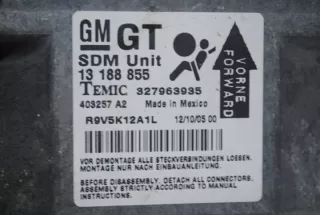 GM GT
SDM Unit
13 188 855
TEMIC 327963935
403257 A2 Made in Mexico
R9V5K12A1L 12/10/05 00
VORNE
FORWARD
VOR DEMONTAGE ALLE STECKVERBINDUNGEN LOESEN.
MONTAGE NUR NACH EINBAUANLEITUNG.
BEFORE DISASSEMBLY, DETACH ALL CONNECTIONS.
ASSEMBLY STRICTLY ACCORDING TO MANUAL
INSTRUCTIONS.